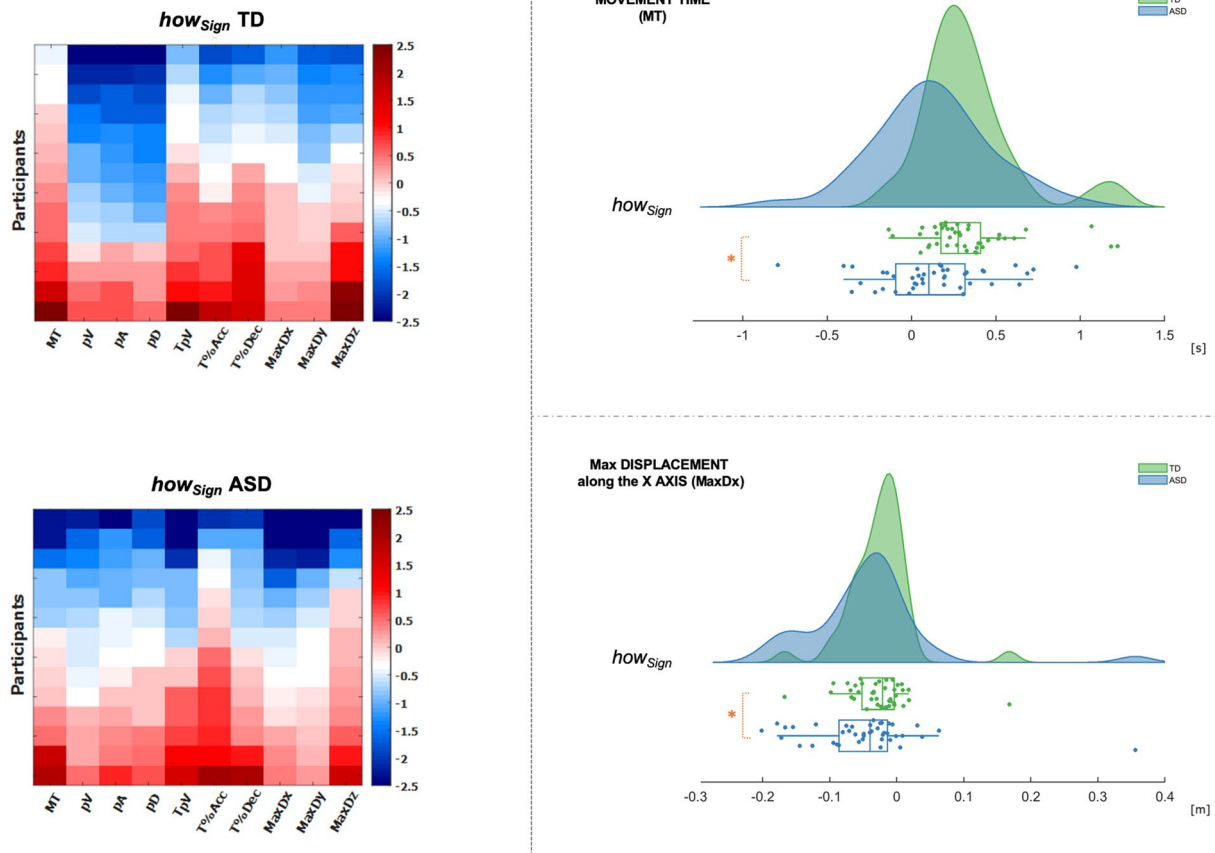 how_Sign TD
Participants
2.5
2
1.5
1
0.5
0
-0.5
-1
-1.5
-2
-2.5
MT pV pA pD TpV T%Acc T%Dec MaxDx MaxDy MaxDz
MOVEMENT TIME
(MT)
TD
ASD
how_Sign
*
-1 -0.5 0 0.5 1 1.5
[s]
how_Sign ASD
Participants
2.5
2
1.5
1
0.5
0
-0.5
-1
-1.5
-2
-2.5
MT pV pA pD TpV T%Acc T%Dec MaxDX MaxDy MaxDZ
Max DISPLACEMENT
along the X AXIS (MaxDx)
TD
ASD
how_Sign
*
-0.3 -0.2 -0.1 0 0.1 0.2 0.3 0.4
[m]